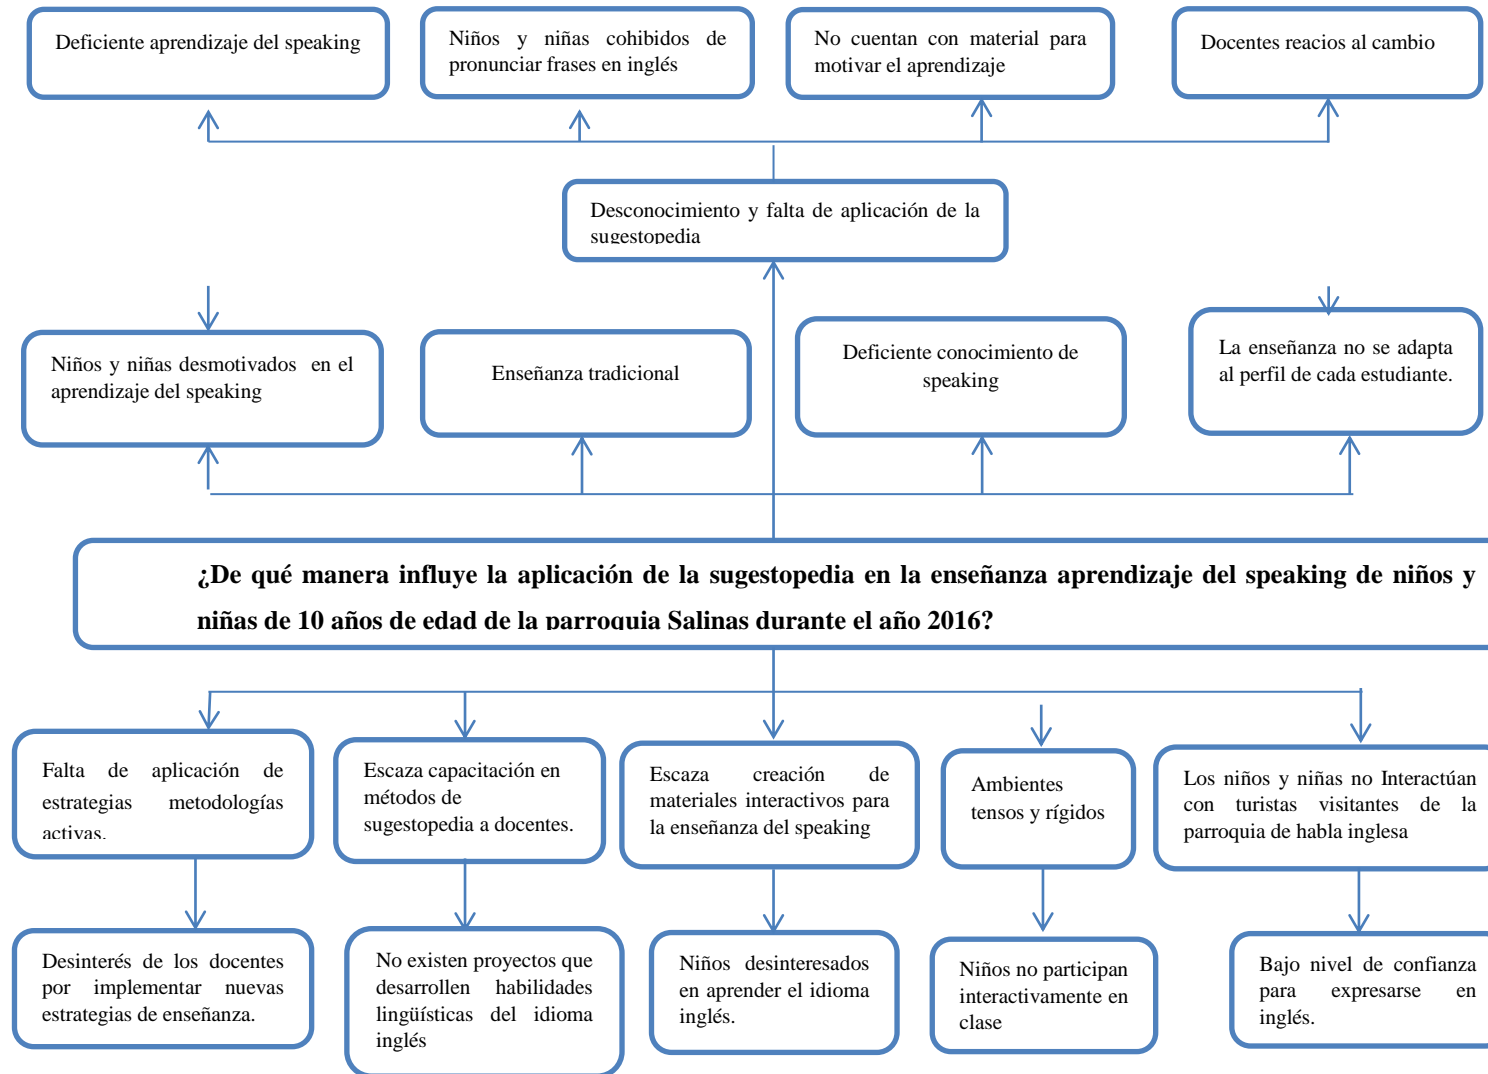 Deficiente aprendizaje del speaking
Niños y niñas cohibidos de
pronunciar frases en inglés
No cuentan con material para
motivar el aprendizaje
Docentes reacios al cambio
Desconocimiento y falta de aplicación de la
sugestopedia
Niños y niñas desmotivados en el
aprendizaje del speaking
Enseñanza tradicional
Deficiente conocimiento de
speaking
La enseñanza no se adapta
al perfil de cada estudiante.
¿De qué manera influye la aplicación de la sugestopedia en la enseñanza aprendizaje del speaking de niños y
niñas de 10 años de edad de la parroquia Salinas durante el año 2016?
Falta de aplicación de
estrategias metodologías
activas.
Escaza capacitación en
métodos de
sugestopedia a docentes.
Escaza creación de
materiales interactivos para
la enseñanza del speaking
Ambientes
tensos y rígidos
Los niños y niñas no Interactúan
con turistas visitantes de la
parroquia de habla inglesa
Desinterés de los docentes
por implementar nuevas
estrategias de enseñanza.
No existen proyectos que
desarrollen habilidades
lingüísticas del idioma
inglés
Niños desinteresados
en aprender el idioma
inglés.
Niños no participan
interactivamente en
clase
Bajo nivel de confianza
para expresarse en
inglés.